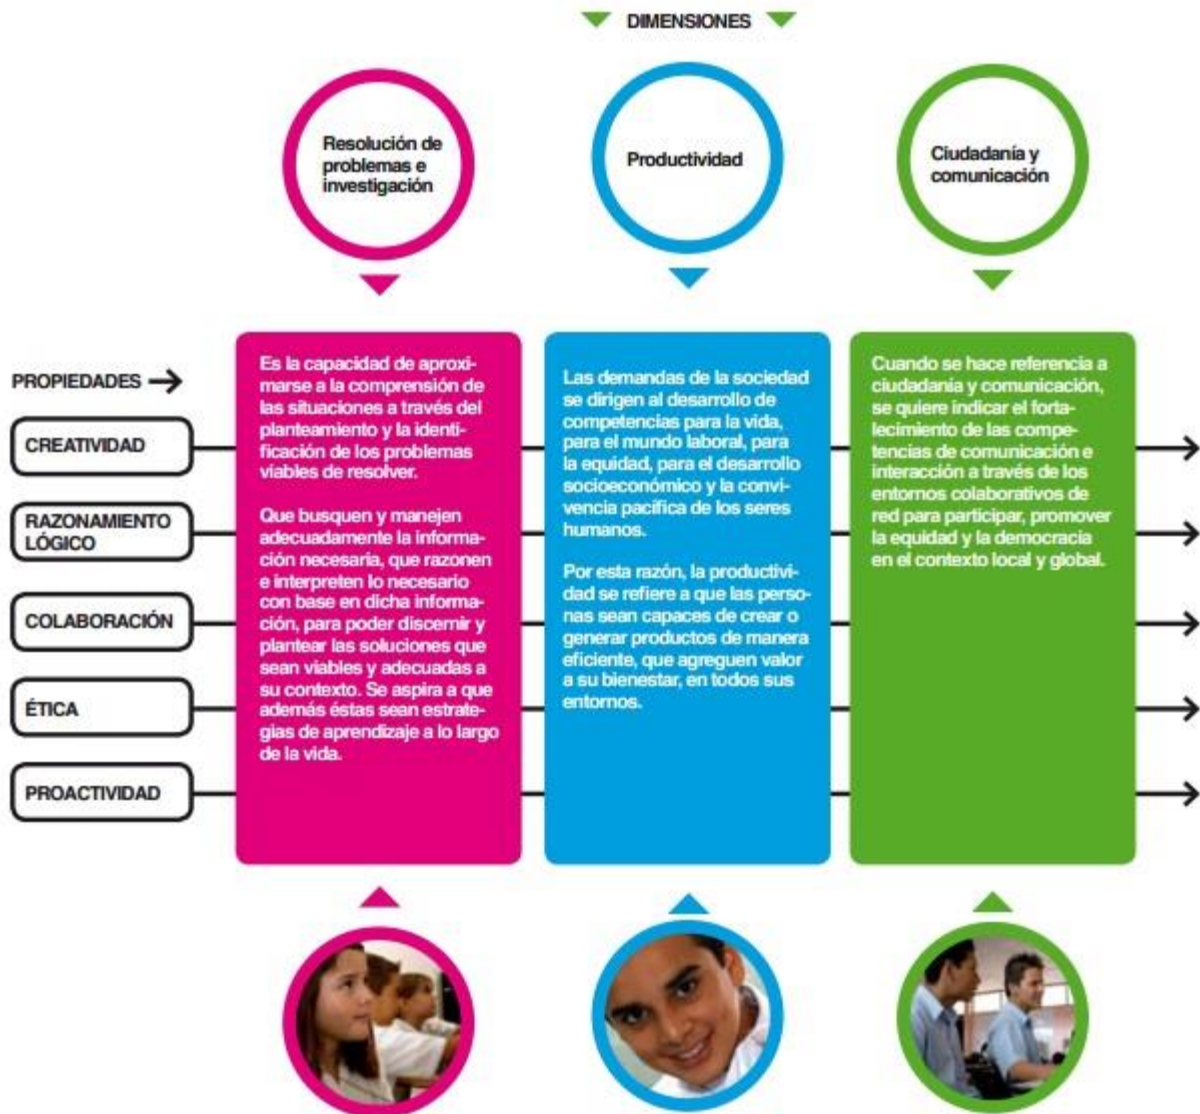 DIMENSIONES
Resolución de
problemas e
investigación
Productividad
Ciudadanía y
comunicación
PROPIEDADES
CREATIVIDAD
RAZONAMIENTO
LÓGICO
COLABORACIÓN
ÉTICA
PROACTIVIDAD
Es la capacidad de aproxi-
marse a la comprensión de
las situaciones a través del
planteamiento y la identi-
ficación de los problemas
viables de resolver.
Que busquen y manejen
adecuadamente la informa-
ción necesaria, que razonen
e interpreten lo necesario
con base en dicha informa-
ción, para poder discernir y
plantear las soluciones que
sean viables y adecuadas a
su contexto. Se aspira a que
además éstas sean estrate-
gias de aprendizaje a lo largo
de la vida.
Las demandas de la sociedad
se dirigen al desarrollo de
competencias para la vida,
para el mundo laboral, para
la equidad, para el desarrollo
socioeconómico y la convi-
vencia pacífica de los seres
humanos.
Por esta razón, la productivi-
dad se refiere a que las perso-
nas sean capaces de crear o
generar productos de manera
eficiente, que agreguen valor
a su bienestar, en todos sus
entornos.
Cuando se hace referencia a
ciudadanía y comunicación,
se quiere indicar el forta-
lecimiento de las compe-
tencias de comunicación e
interacción a través de los
entornos colaborativos de
red para participar, promover
la equidad y la democracia
en el contexto local y global.